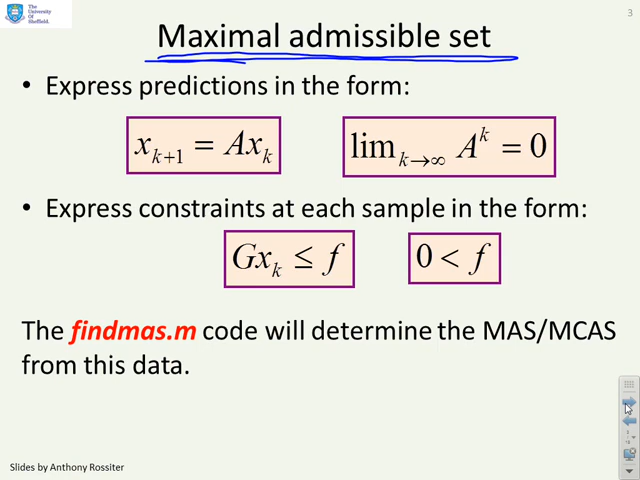 The
University
Of
Sheffield.
3
Maximal admissible set
• Express predictions in the form:
x_{k+1} = Ax_k
lim_{k→∞} A^k = 0
• Express constraints at each sample in the form:
Gx_k ≤ f
0 < f
The findmas.m code will determine the MAS/MCAS
from this data.
Slides by Anthony Rossiter